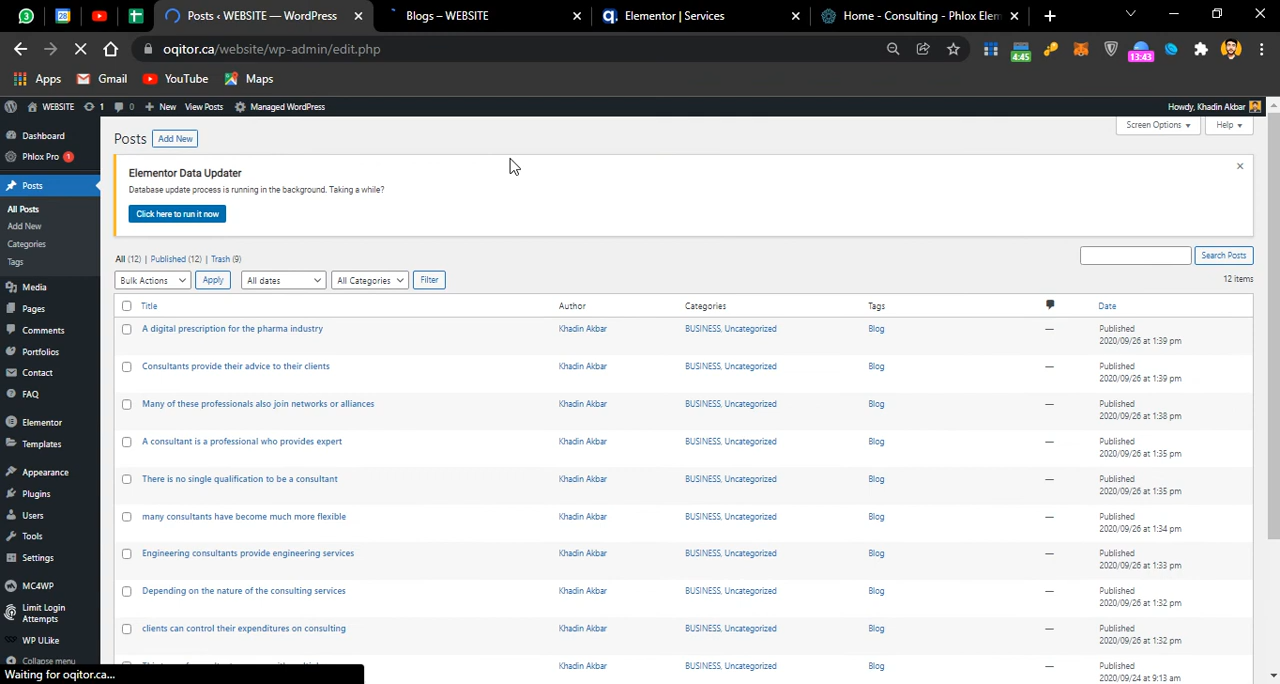 Posts ‹ WEBSITE — WordPress
Blogs – WEBSITE
Elementor | Services
Home - Consulting - Phlox Elem
oqitor.ca/website/wp-admin/edit.php
4:45
13:43
Apps
Gmail
YouTube
Maps
WEBSITE
1
0
New
View Posts
Managed WordPress
Howdy, Khadin Akbar
Dashboard
Phlox Pro 1
Posts
All Posts
Add New
Categories
Tags
Media
Pages
Comments
Portfolios
Contact
FAQ
Elementor
Templates
Appearance
Plugins
Users
Tools
Settings
MC4WP
Limit Login
Attempts
WP ULike
Collapse menu
Posts Add New
Screen Options
Help
Elementor Data Updater
Database update process is running in the background. Taking a while?
Click here to run it now
All (12) | Published (12) | Trash (9)
Search Posts
Bulk Actions
Apply
All dates
All Categories
Filter
12 items
Title Author Categories Tags Date
A digital prescription for the pharma industry Khadin Akbar BUSINESS, Uncategorized Blog — Published
2020/09/26 at 1:39 pm
Consultants provide their advice to their clients Khadin Akbar BUSINESS, Uncategorized Blog — Published
2020/09/26 at 1:39 pm
Many of these professionals also join networks or alliances Khadin Akbar BUSINESS, Uncategorized Blog — Published
2020/09/26 at 1:38 pm
A consultant is a professional who provides expert Khadin Akbar BUSINESS, Uncategorized Blog — Published
2020/09/26 at 1:35 pm
There is no single qualification to be a consultant Khadin Akbar BUSINESS, Uncategorized Blog — Published
2020/09/26 at 1:35 pm
many consultants have become much more flexible Khadin Akbar BUSINESS, Uncategorized Blog — Published
2020/09/26 at 1:34 pm
Engineering consultants provide engineering services Khadin Akbar BUSINESS, Uncategorized Blog — Published
2020/09/26 at 1:33 pm
Depending on the nature of the consulting services Khadin Akbar BUSINESS, Uncategorized Blog — Published
2020/09/26 at 1:32 pm
clients can control their expenditures on consulting Khadin Akbar BUSINESS, Uncategorized Blog — Published
2020/09/26 at 1:32 pm
Khadin Akbar BUSINESS, Uncategorized Blog — Published
2020/09/24 at 9:13 am
Waiting for oqitor.ca...